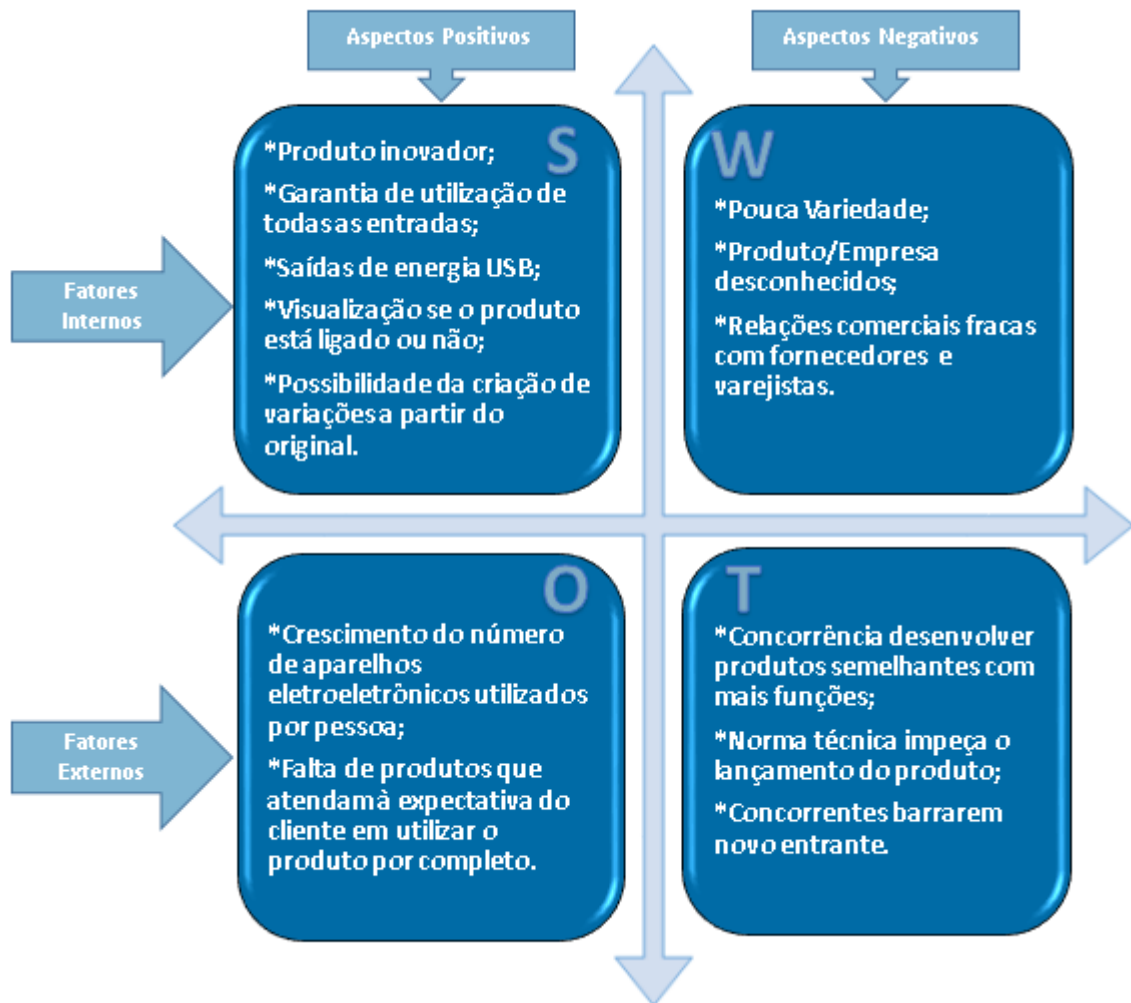 Aspectos Positivos
Aspectos Negativos
S
*Produto inovador;
*Garantia de utilização de
todas as entradas;
*Saídas de energia USB;
*Visualização se o produto
está ligado ou não;
*Possibilidade da criação de
variações a partir do
original.
W
*Pouca Variedade;
*Produto/Empresa
desconhecidos;
*Relações comerciais fracas
com fornecedores e
varejistas.
Fatores
Internos
O
*Crescimento do número
de aparelhos
eletroeletrônicos utilizados
por pessoa;
*Falta de produtos que
atendam à expectativa do
cliente em utilizar o
produto por completo.
T
*Concorrência desenvolver
produtos semelhantes com
mais funções;
*Norma técnica impeça o
lançamento do produto;
*Concorrentes barrarem
novo entrante.
Fatores
Externos